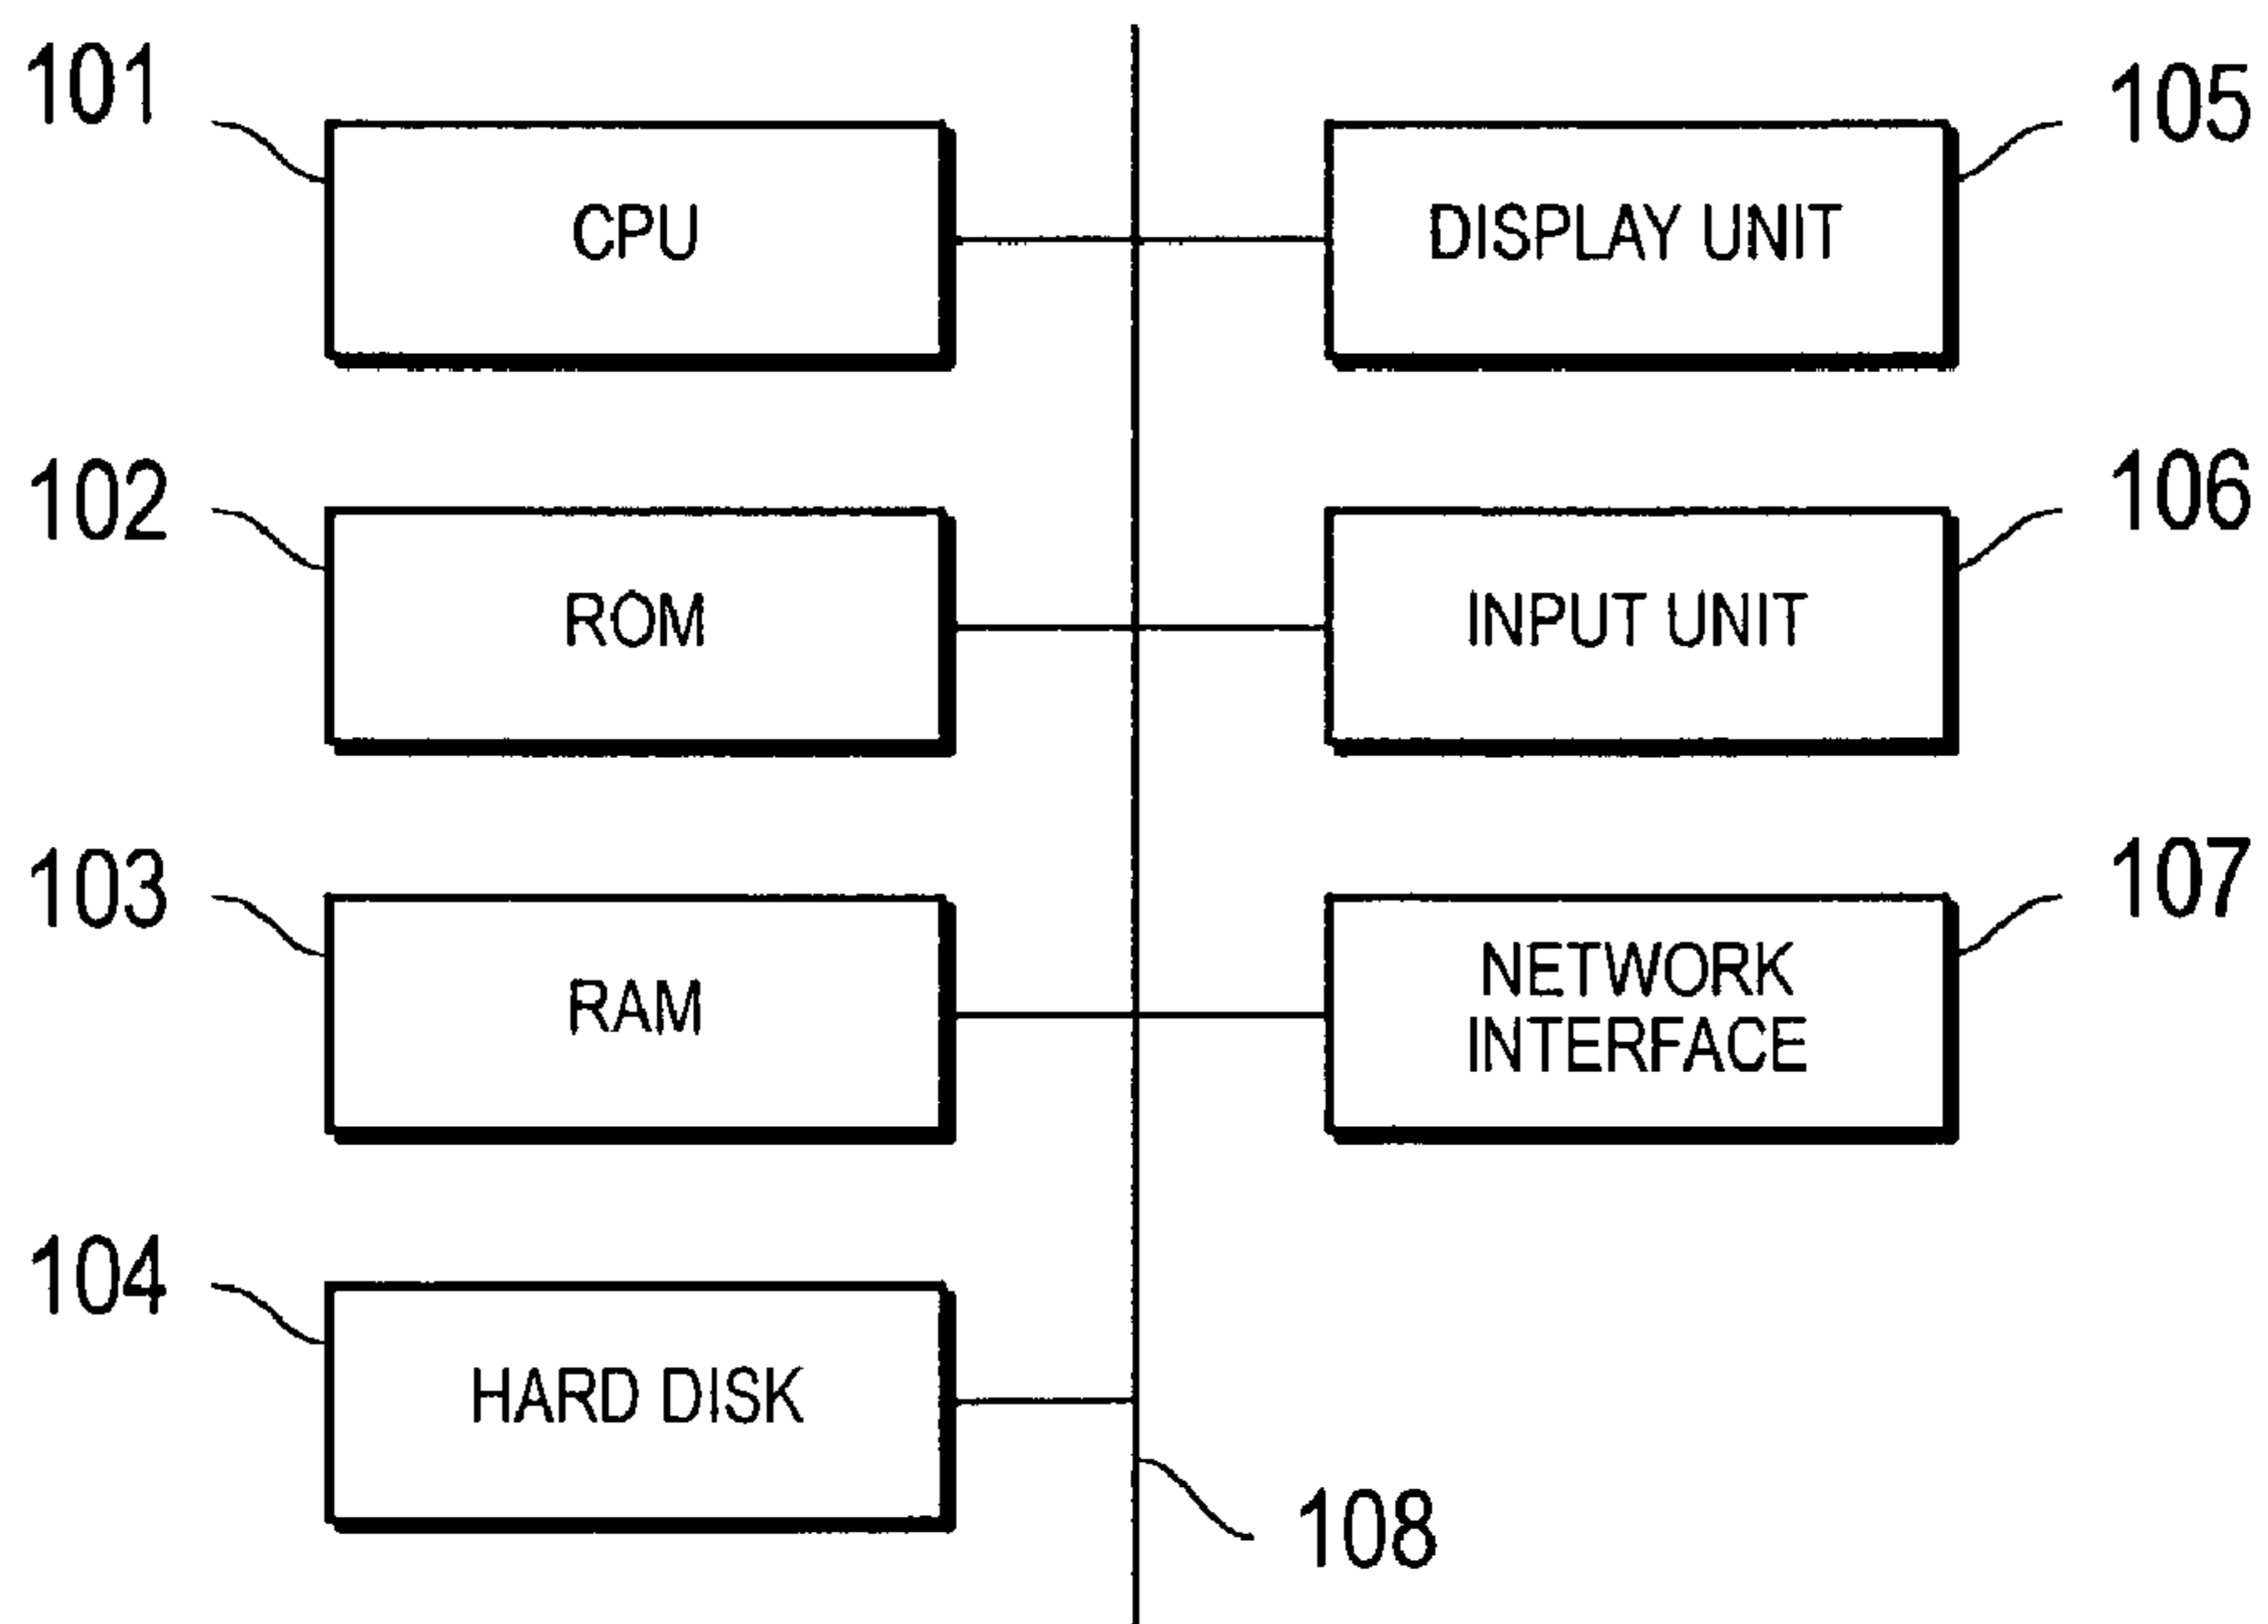 101
CPU
105
DISPLAY UNIT
102
ROM
106
INPUT UNIT
103
RAM
107
NETWORK
INTERFACE
104
HARD DISK
108